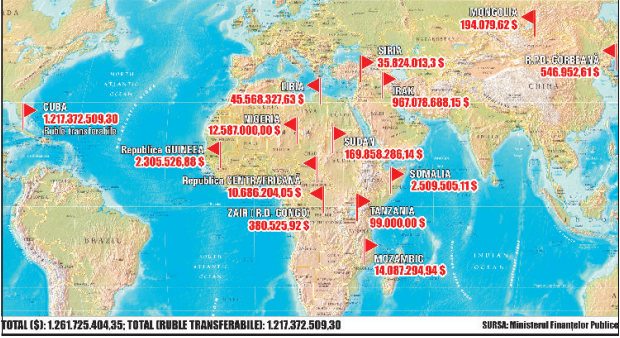 MONGOLIA
194.079,62 $
SIRIA
35.824.013,3 $
R.P.D. COREEANĂ
546.952,61 $
KAZAKHSTAN
IRAK
967.078.688,15 $
CHINA
LIBIA
45.568.327,63 $
NORTH
ATLANTIC
OCEAN
CUBA
1.217.372.509,30
Ruble transferabile
NIGERIA
12.587.000,00 $
SUDAN
169.858.286,14 $
Republica GUINEEA
2.305.526,88 $
SOMALIA
2.509.505,11 $
Republica CENTRAFRICANĂ
10.686.204,05 $
ZAIR (R.D. CONGO)
380.525,92 $
TANZANIA
99.000,00 $
BRAZIL
SOUTH
ATLANTIC
OCEAN
INDIAN
OCEAN
MOZAMBIC
14.087.294,94 $
TOTAL ($): 1.261.725.404,35; TOTAL (RUBLE TRANSFERABILE): 1.217.372.509,30
SURSA: Ministerul Finanţelor Publice